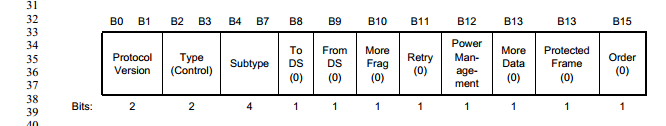 31
32
B0 B1 B2 B3 B4 B7 B8 B9 B10 B11 B12 B13 B13 B15
33
34
35
36
37
Protocol Version
Type (Control)
Subtype
To DS (0)
From DS (0)
More Frag (0)
Retry (0)
Power Man-age-ment
More Data (0)
Protected Frame (0)
Order (0)
38
39
Bits: 2 2 4 1 1 1 1 1 1 1 1